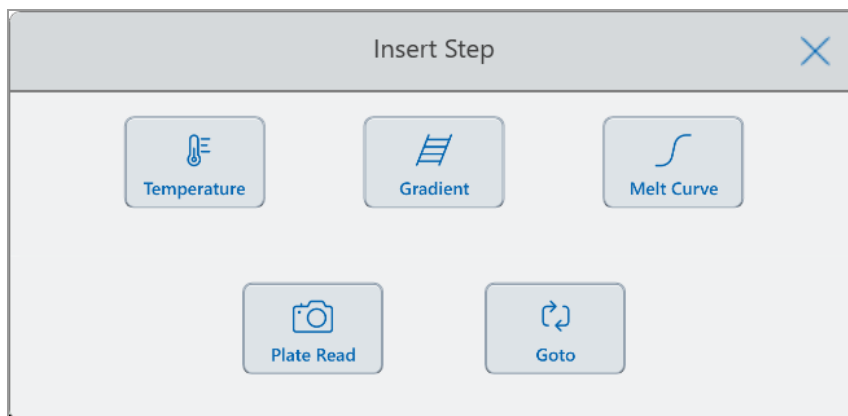 Insert Step
Temperature
Gradient
Melt Curve
Plate Read
Goto